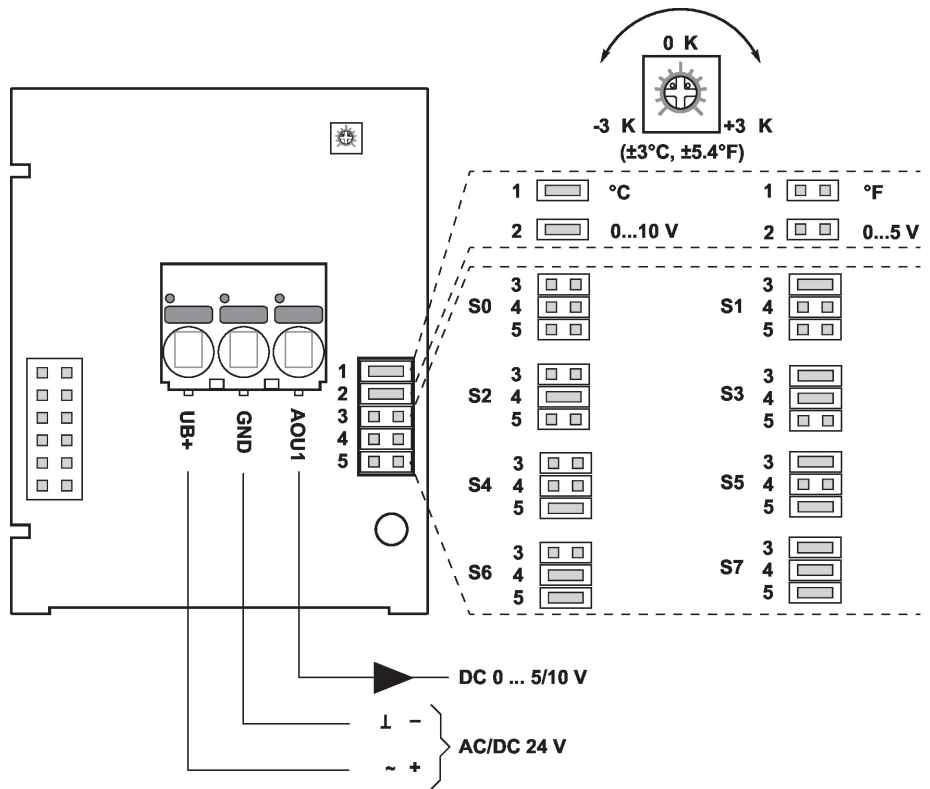 0 K
-3 K
+3 K
(±3°C, ±5.4°F)
1 °C
1 °F
2 0...10 V
2 0...5 V
S0
3
4
5
S1
3
4
5
S2
3
4
5
S3
3
4
5
S4
3
4
5
S5
3
4
5
S6
3
4
5
S7
3
4
5
1
2
3
4
5
UB+
GND
AOU1
DC 0 ... 5/10 V
⊥ −
AC/DC 24 V
~ +